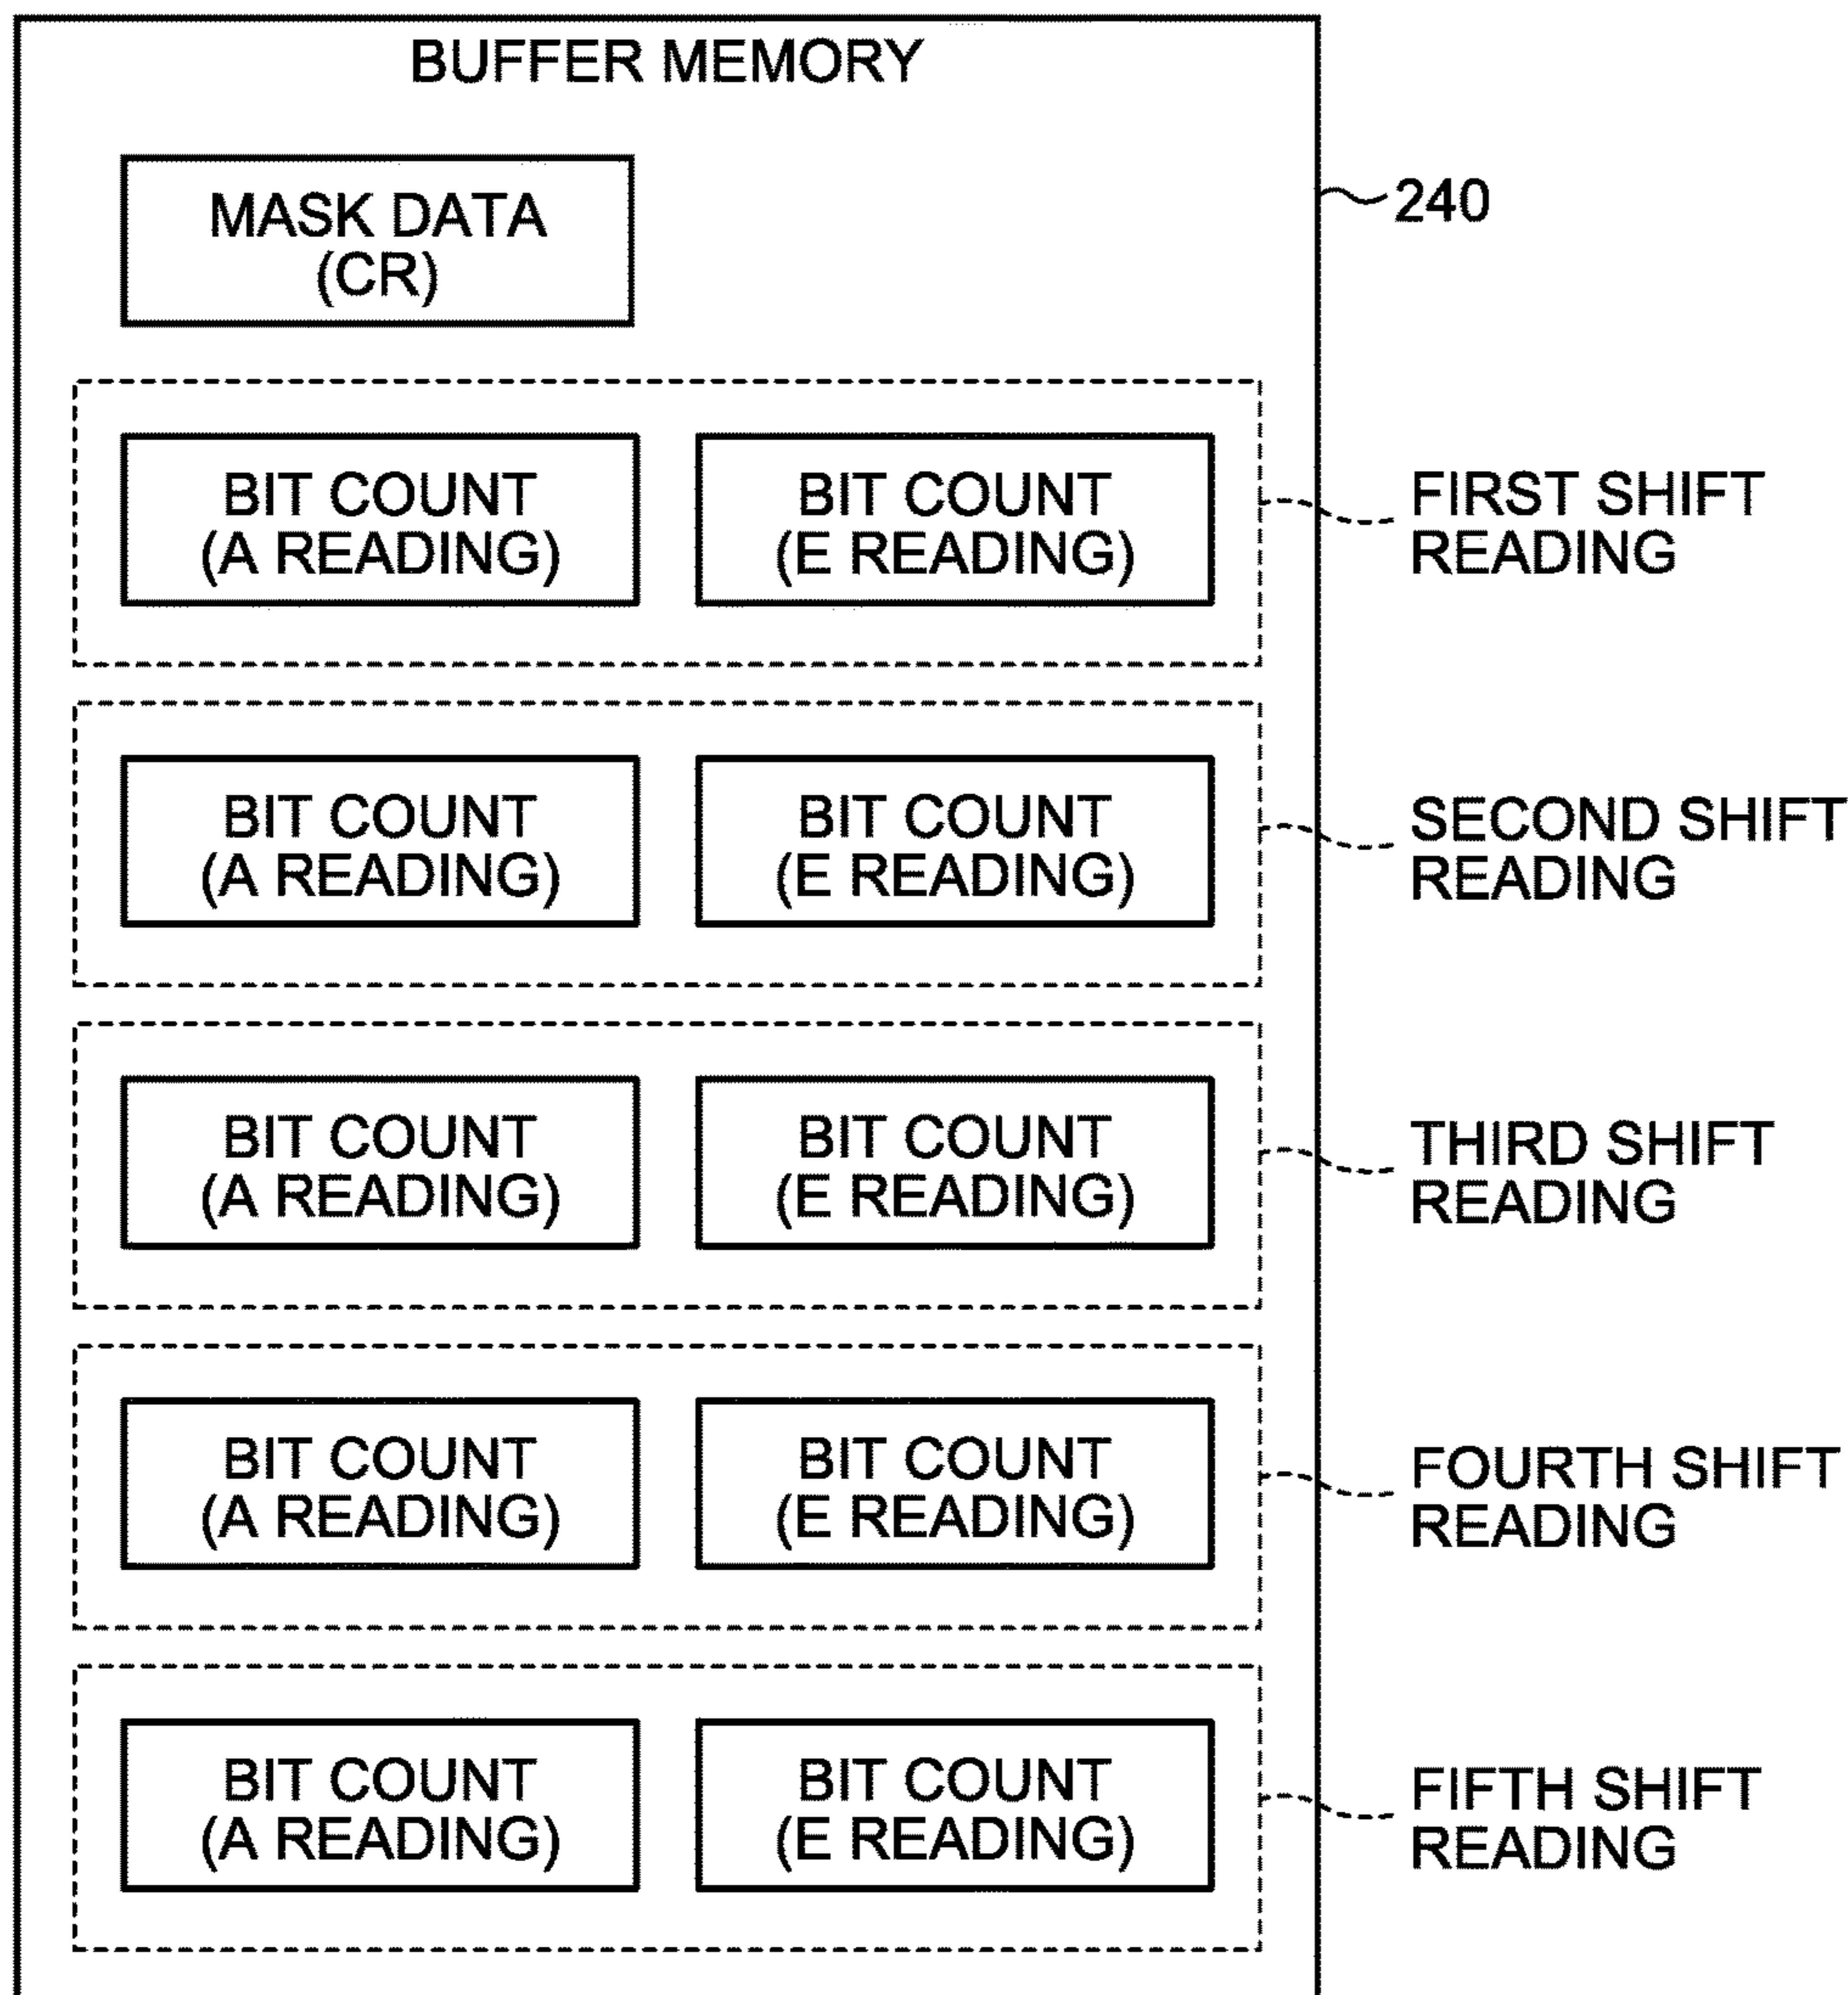 BUFFER MEMORY
MASK DATA
(CR)
240
BIT COUNT
(A READING)
BIT COUNT
(E READING)
FIRST SHIFT
READING
BIT COUNT
(A READING)
BIT COUNT
(E READING)
SECOND SHIFT
READING
BIT COUNT
(A READING)
BIT COUNT
(E READING)
THIRD SHIFT
READING
BIT COUNT
(A READING)
BIT COUNT
(E READING)
FOURTH SHIFT
READING
BIT COUNT
(A READING)
BIT COUNT
(E READING)
FIFTH SHIFT
READING